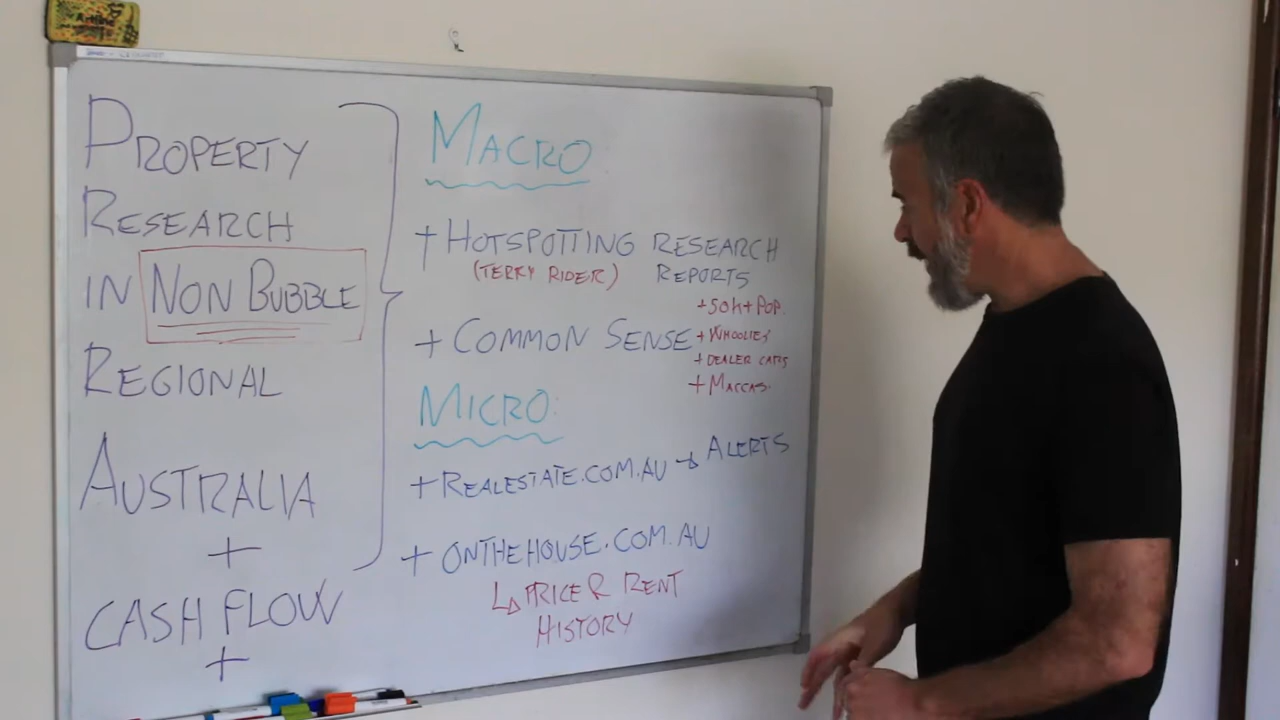 Artline
PROPERTY
RESEARCH
IN NON BUBBLE
REGIONAL
AUSTRALIA
+
CASH FLOW
+
MACRO
+ HOTSPOTTING RESEARCH
(TERRY RIDER) REPORTS
+ 50K + POP.
+ COMMON SENSE + WHOOLIES
+ DEALER CARS
+ MACCAS.
MICRO:
+ REALESTATE.COM.AU → ALERTS
+ ONTHEHOUSE.COM.AU
↳ PRICE & RENT
HISTORY